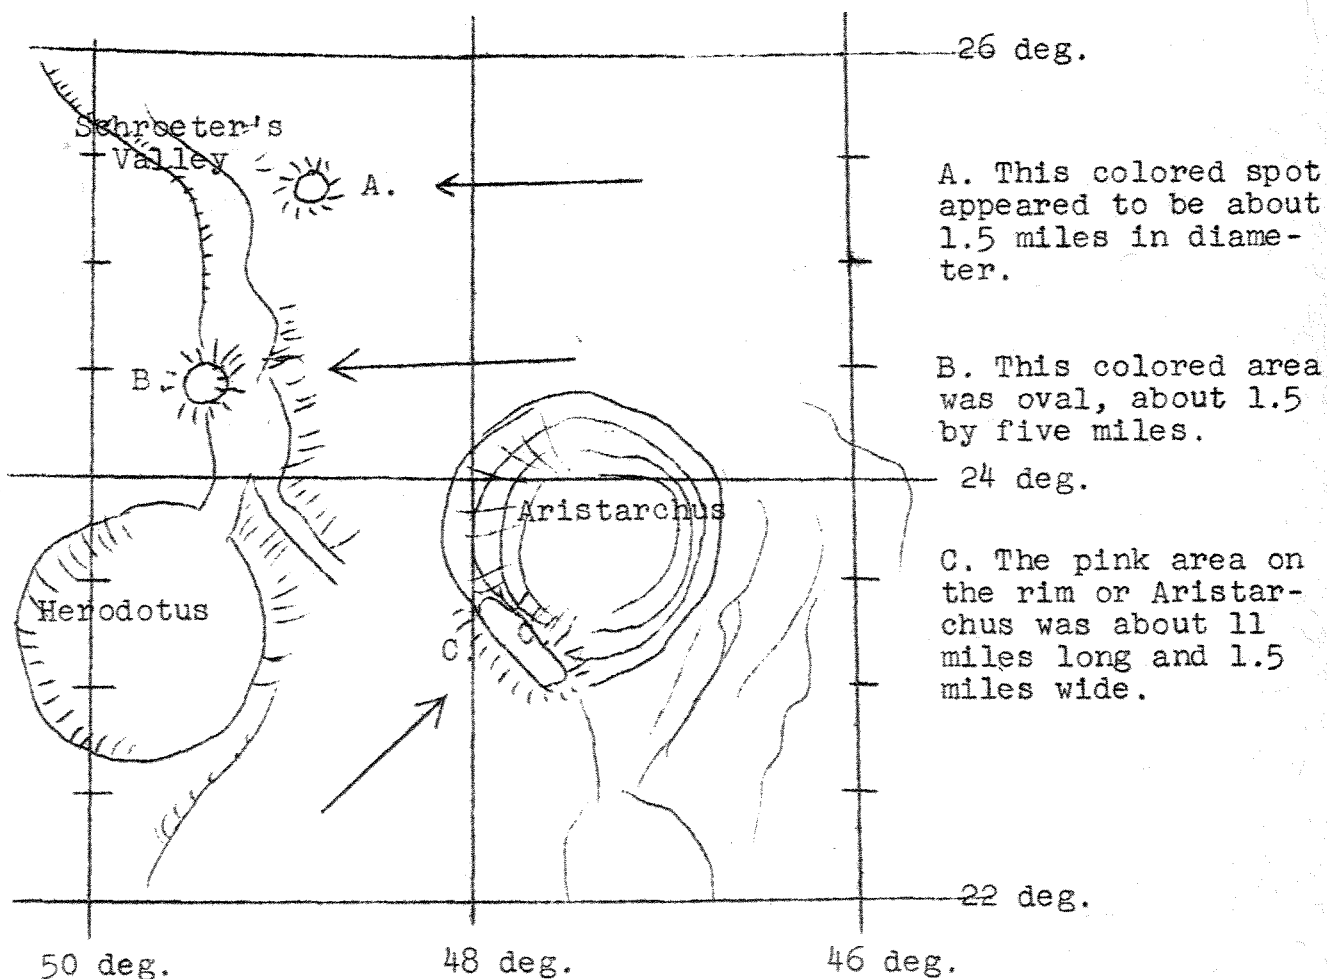 26 deg.
Schroeter's
Valley
A.
A. This colored spot
appeared to be about
1.5 miles in diame-
ter.
B.
B. This colored area
was oval, about 1.5
by five miles.
24 deg.
Aristarchus
C. The pink area on
the rim or Aristar-
chus was about 11
miles long and 1.5
miles wide.
Herodotus
C
C.
22 deg.
50 deg.
48 deg.
46 deg.